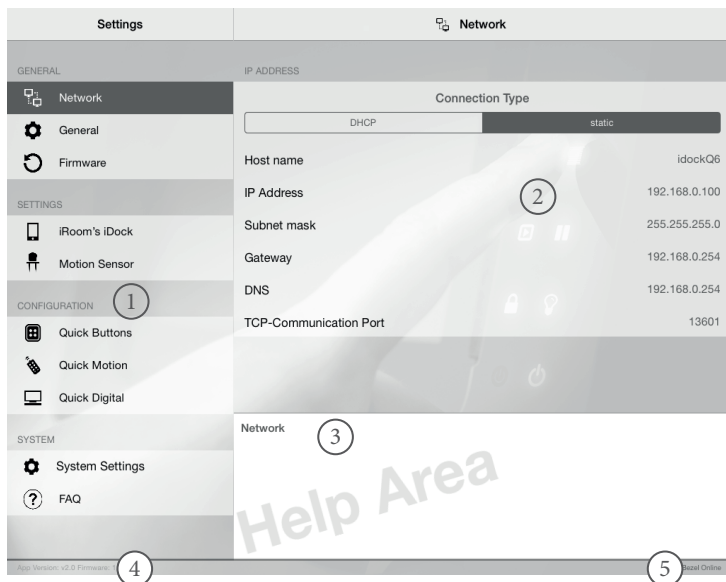 Settings
Network
GENERAL
Network
General
Firmware
SETTINGS
iRoom's iDock
Motion Sensor
CONFIGURATION
1
Quick Buttons
Quick Motion
Quick Digital
SYSTEM
System Settings
FAQ
IP ADDRESS
Connection Type
DHCP static
Host name idockQ6
IP Address 192.168.0.100
2
Subnet mask 255.255.255.0
Gateway 192.168.0.254
DNS 192.168.0.254
TCP-Communication Port 13601
Network
3
Help Area
App Version: v2.0 Firmware:
4
5
Bezel Online